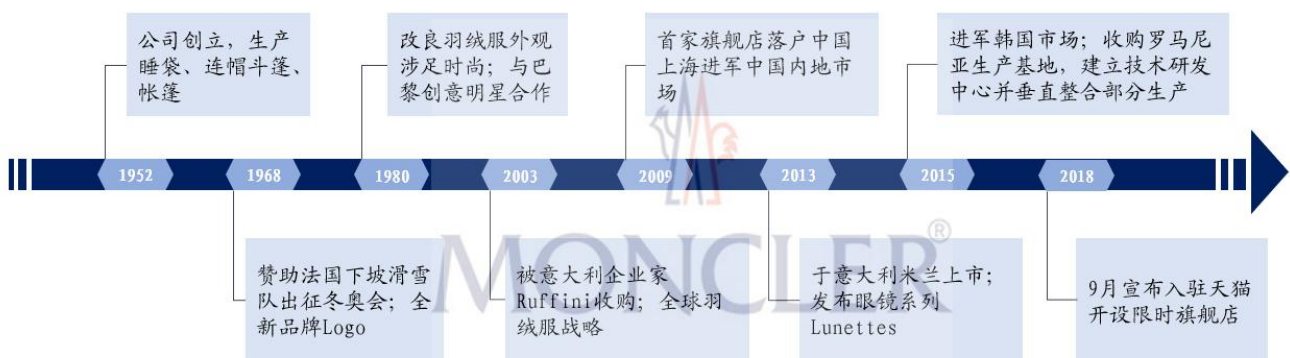 公司创立，生产
睡袋、连帽斗篷、
帐篷
改良羽绒服外观
涉足时尚；与巴
黎创意明星合作
首家旗舰店落户中国
上海进军中国内地市
场
进军韩国市场；收购罗马尼
亚生产基地，建立技术研发
中心并垂直整合部分生产
1952
1968
1980
2003
2009
2013
2015
2018
MONCLER®
赞助法国下坡滑雪
队出征冬奥会；全
新品牌Logo
被意大利企业家
Ruffini收购；全球羽
绒服战略
于意大利米兰上市；
发布眼镜系列
Lunettes
9月宣布入驻天猫
开设限时旗舰店